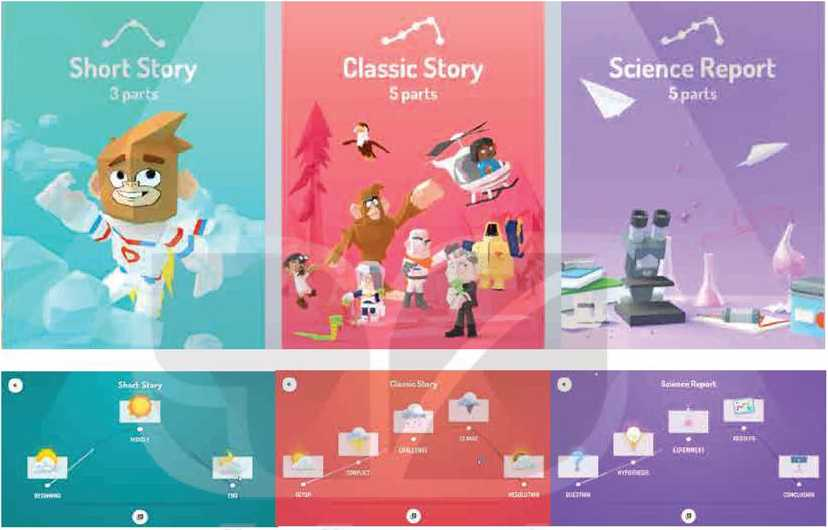 Short Story
3 parts
Classic Story
5 parts
Science Report
5 parts
Short Story
MIDDLE
BEGINNING
END
Classic Story
CHALLENGE
CLIMAX
CONFLICT
SETUP
RESOLUTION
Science Report
EXPERIMENT
RESULTS
HYPOTHESIS
QUESTION
CONCLUSION